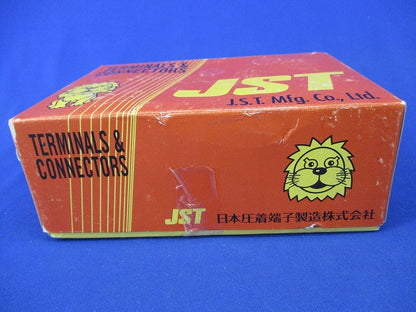 TERMINALS &
CONNECTORS
JST
J.S.T. Mfg. Co., Ltd.
TERMINALS &
CONNECTORS
JST 日本圧着端子製造株式会社